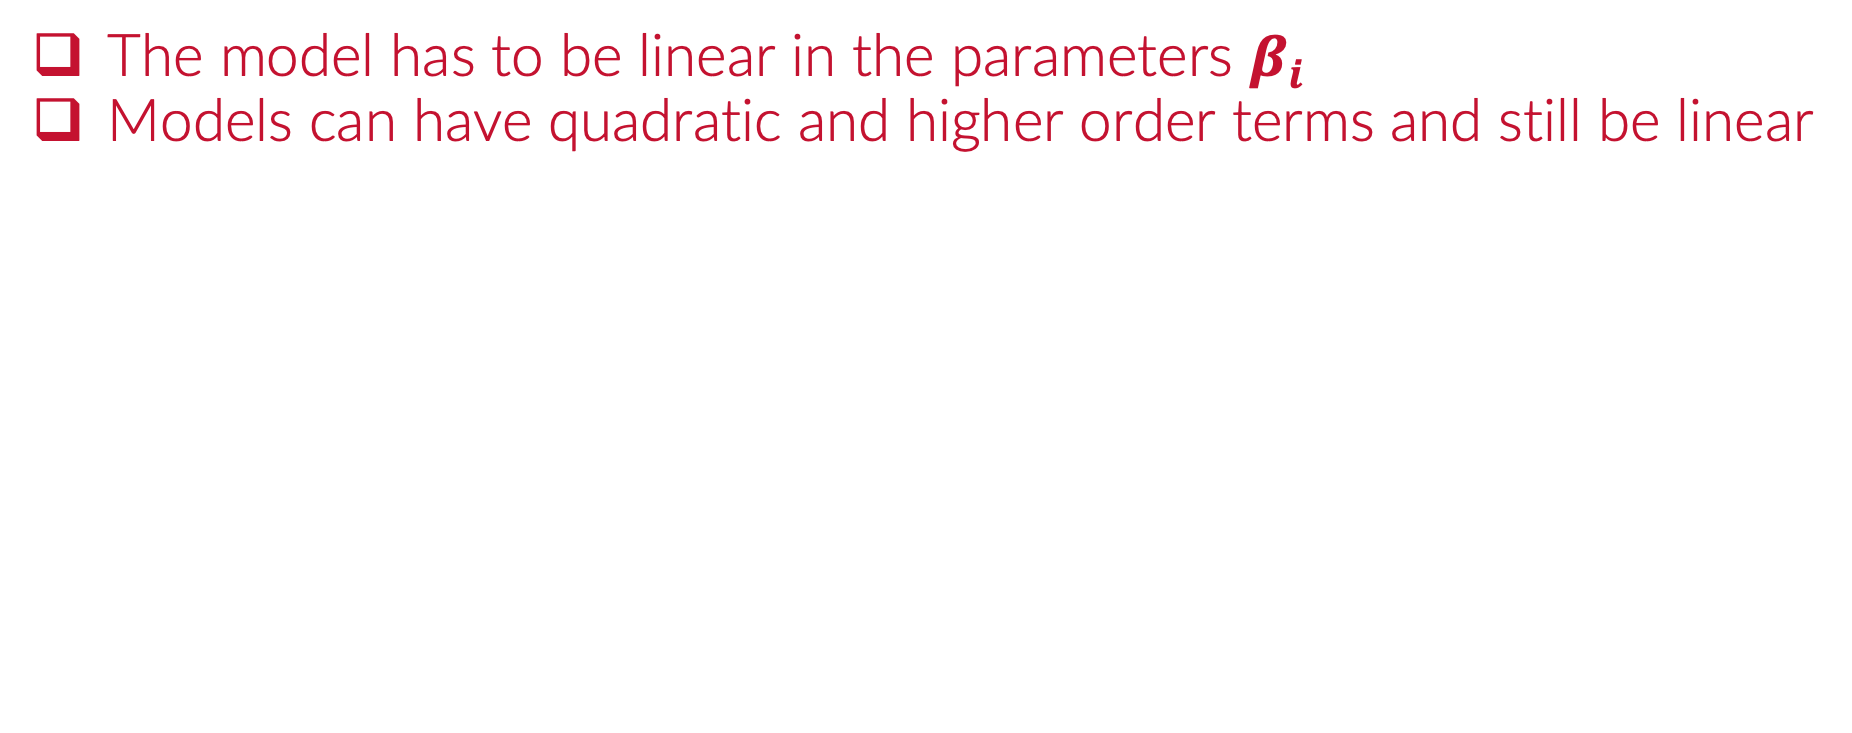 ❑ The model has to be linear in the parameters βᵢ
❑ Models can have quadratic and higher order terms and still be linear